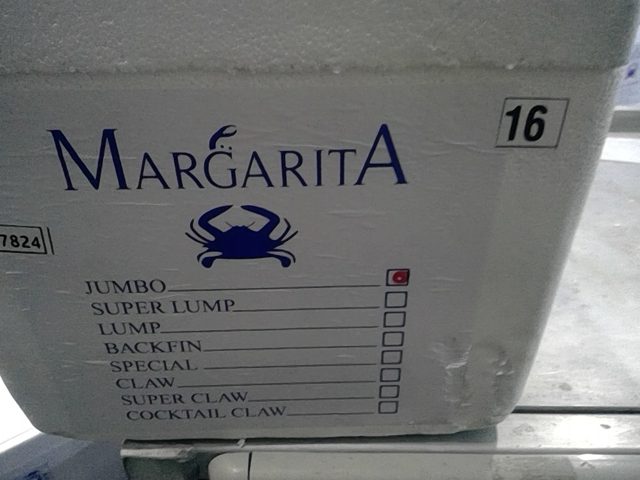 16
MARGARITA
7824
JUMBO
SUPER LUMP
LUMP
BACKFIN
SPECIAL
CLAW
SUPER CLAW
COCKTAIL CLAW